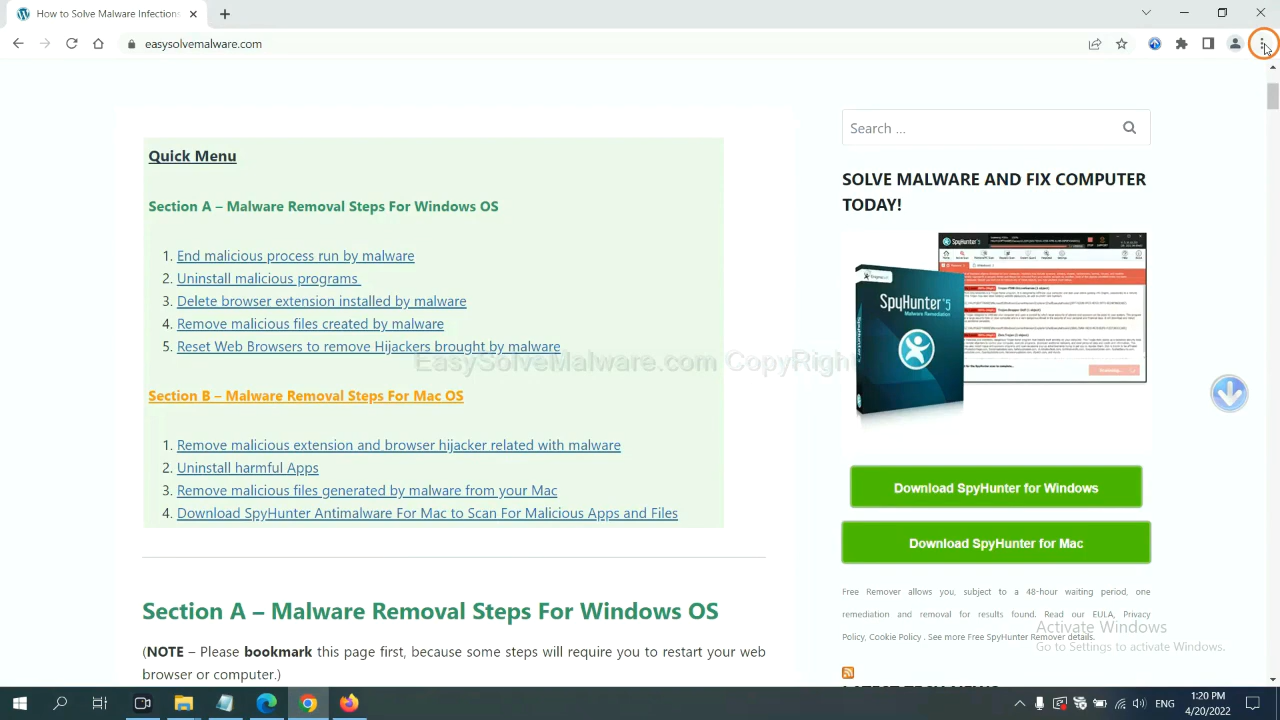 How to Solve Malware Infections
easysolvemalware.com
Quick Menu
Section A – Malware Removal Steps For Windows OS
1. End malicious process run by malware
2. Uninstall malicious programs
3. Delete browser extension installed by malware
4. Remove malicious files created by malware
5. Reset Web Browser to remove Hijackers brought by malware
Section B – Malware Removal Steps For Mac OS
1. Remove malicious extension and browser hijacker related with malware
2. Uninstall harmful Apps
3. Remove malicious files generated by malware from your Mac
4. Download SpyHunter Antimalware For Mac to Scan For Malicious Apps and Files
Section A – Malware Removal Steps For Windows OS
(NOTE – Please bookmark this page first, because some steps will require you to restart your web
browser or computer.)
Search ...
SOLVE MALWARE AND FIX COMPUTER
TODAY!
SpyHunter 5
Malware Remediation
Download SpyHunter for Windows
Download SpyHunter for Mac
Free Remover allows you, subject to a 48-hour waiting period, one
remediation and removal for results found. Read our EULA, Privacy
Policy, Cookie Policy . See more Free SpyHunter Remover details.
Activate Windows
Go to Settings to activate Windows.
LATEST TECH NEWS
ENG
1:20 PM
4/20/2022